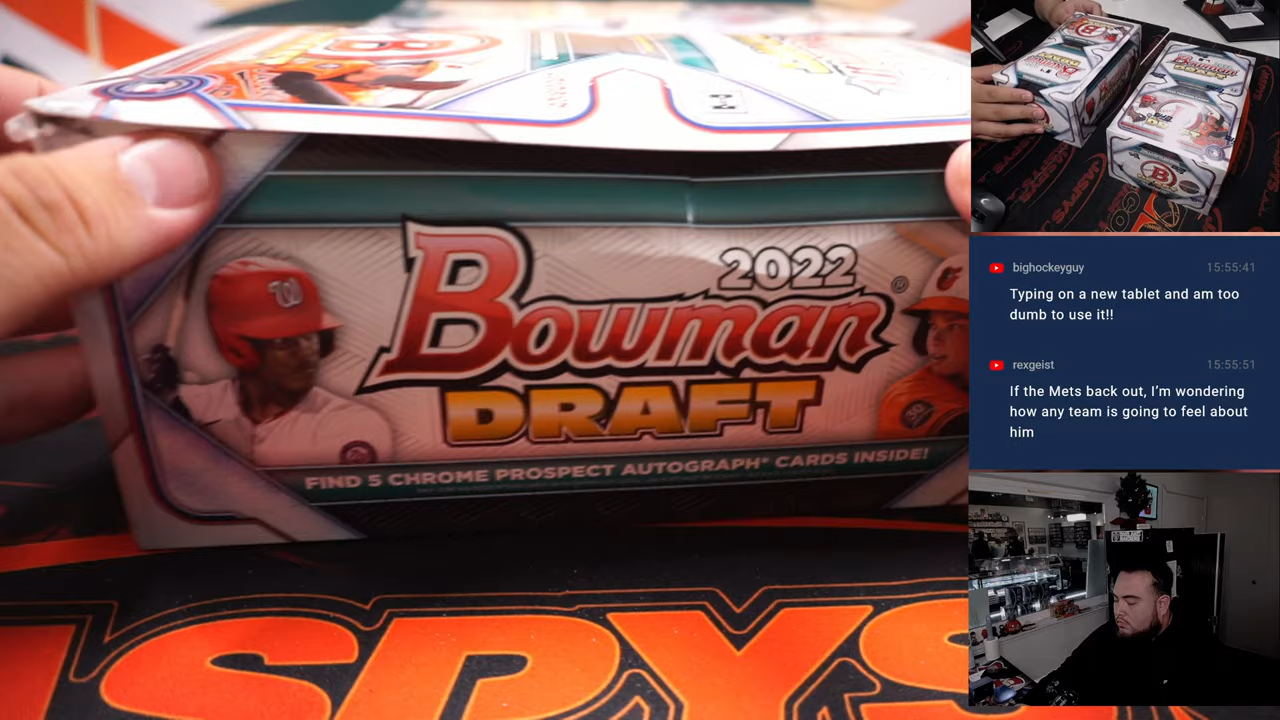 2022
Bowman
®
DRAFT
FIND 5 CHROME PROSPECT AUTOGRAPH* CARDS INSIDE!
W
B
JASPYS
bighockeyguy 15:55:41
Typing on a new tablet and am too
dumb to use it!!
rexgeist 15:55:51
If the Mets back out, I'm wondering
how any team is going to feel about
him